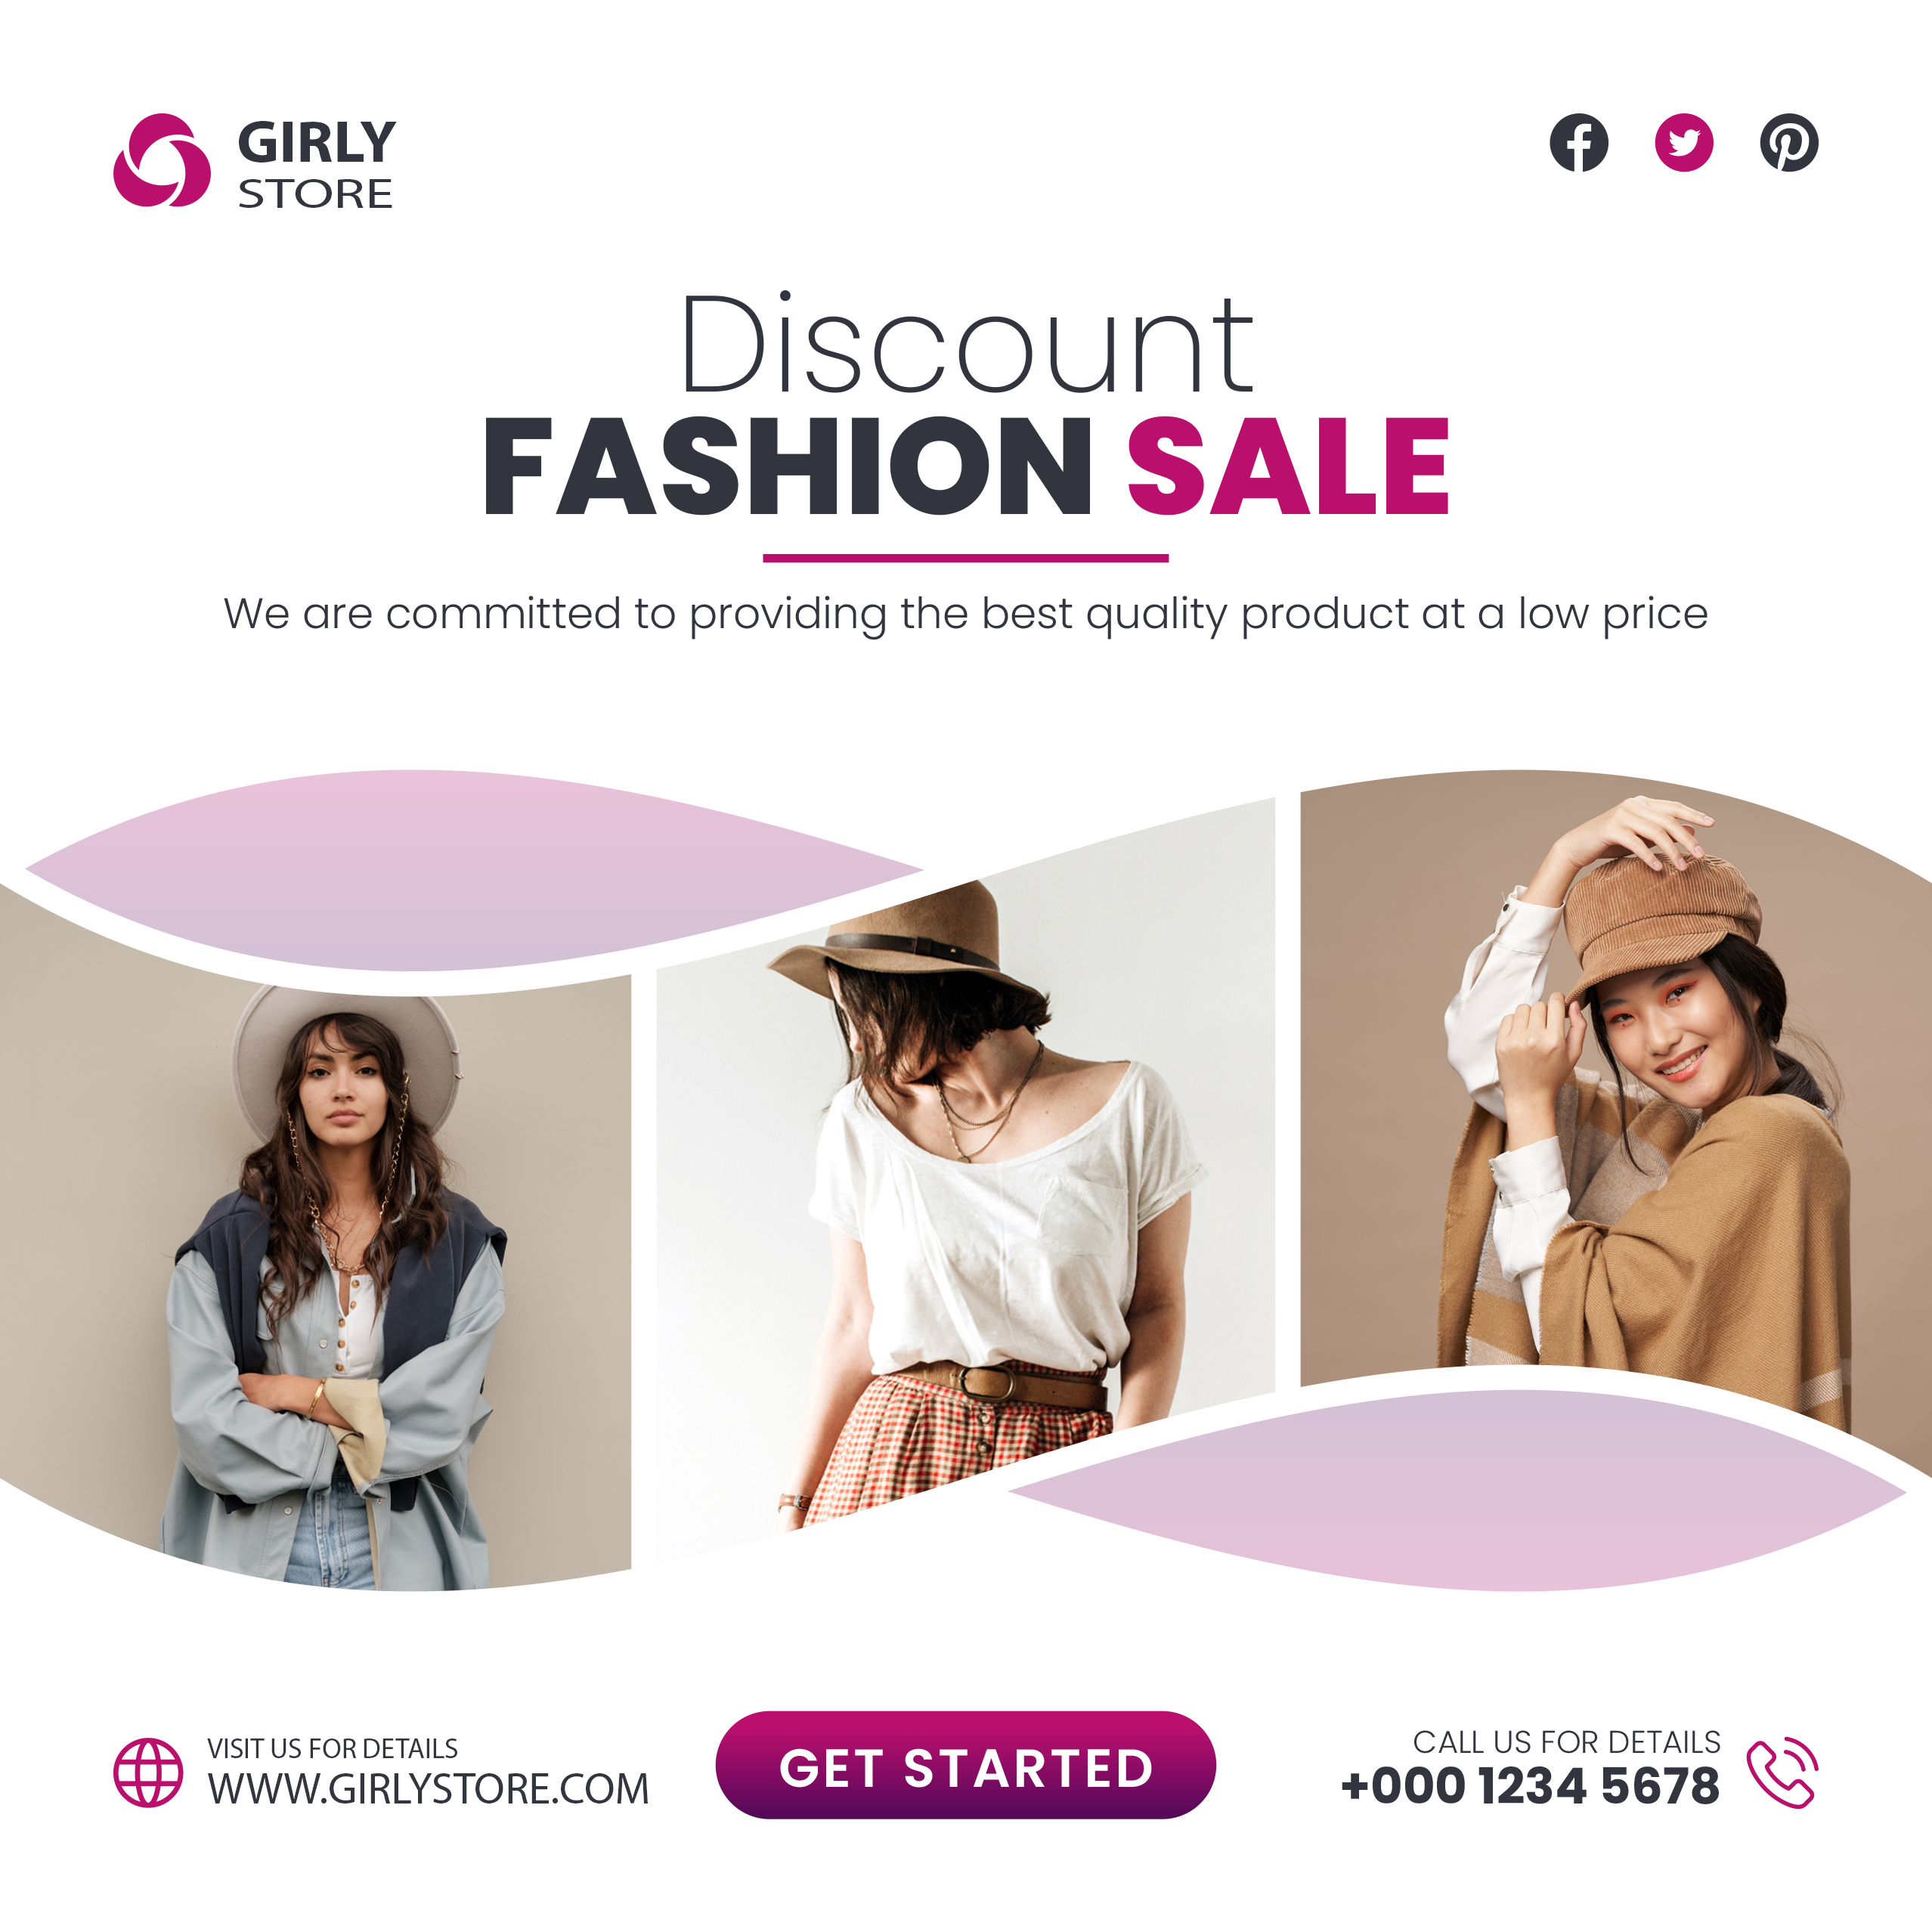 GIRLY
STORE
Discount
FASHION SALE
We are committed to providing the best quality product at a low price
VISIT US FOR DETAILS
WWW.GIRLYSTORE.COM
GET STARTED
CALL US FOR DETAILS
+000 1234 5678